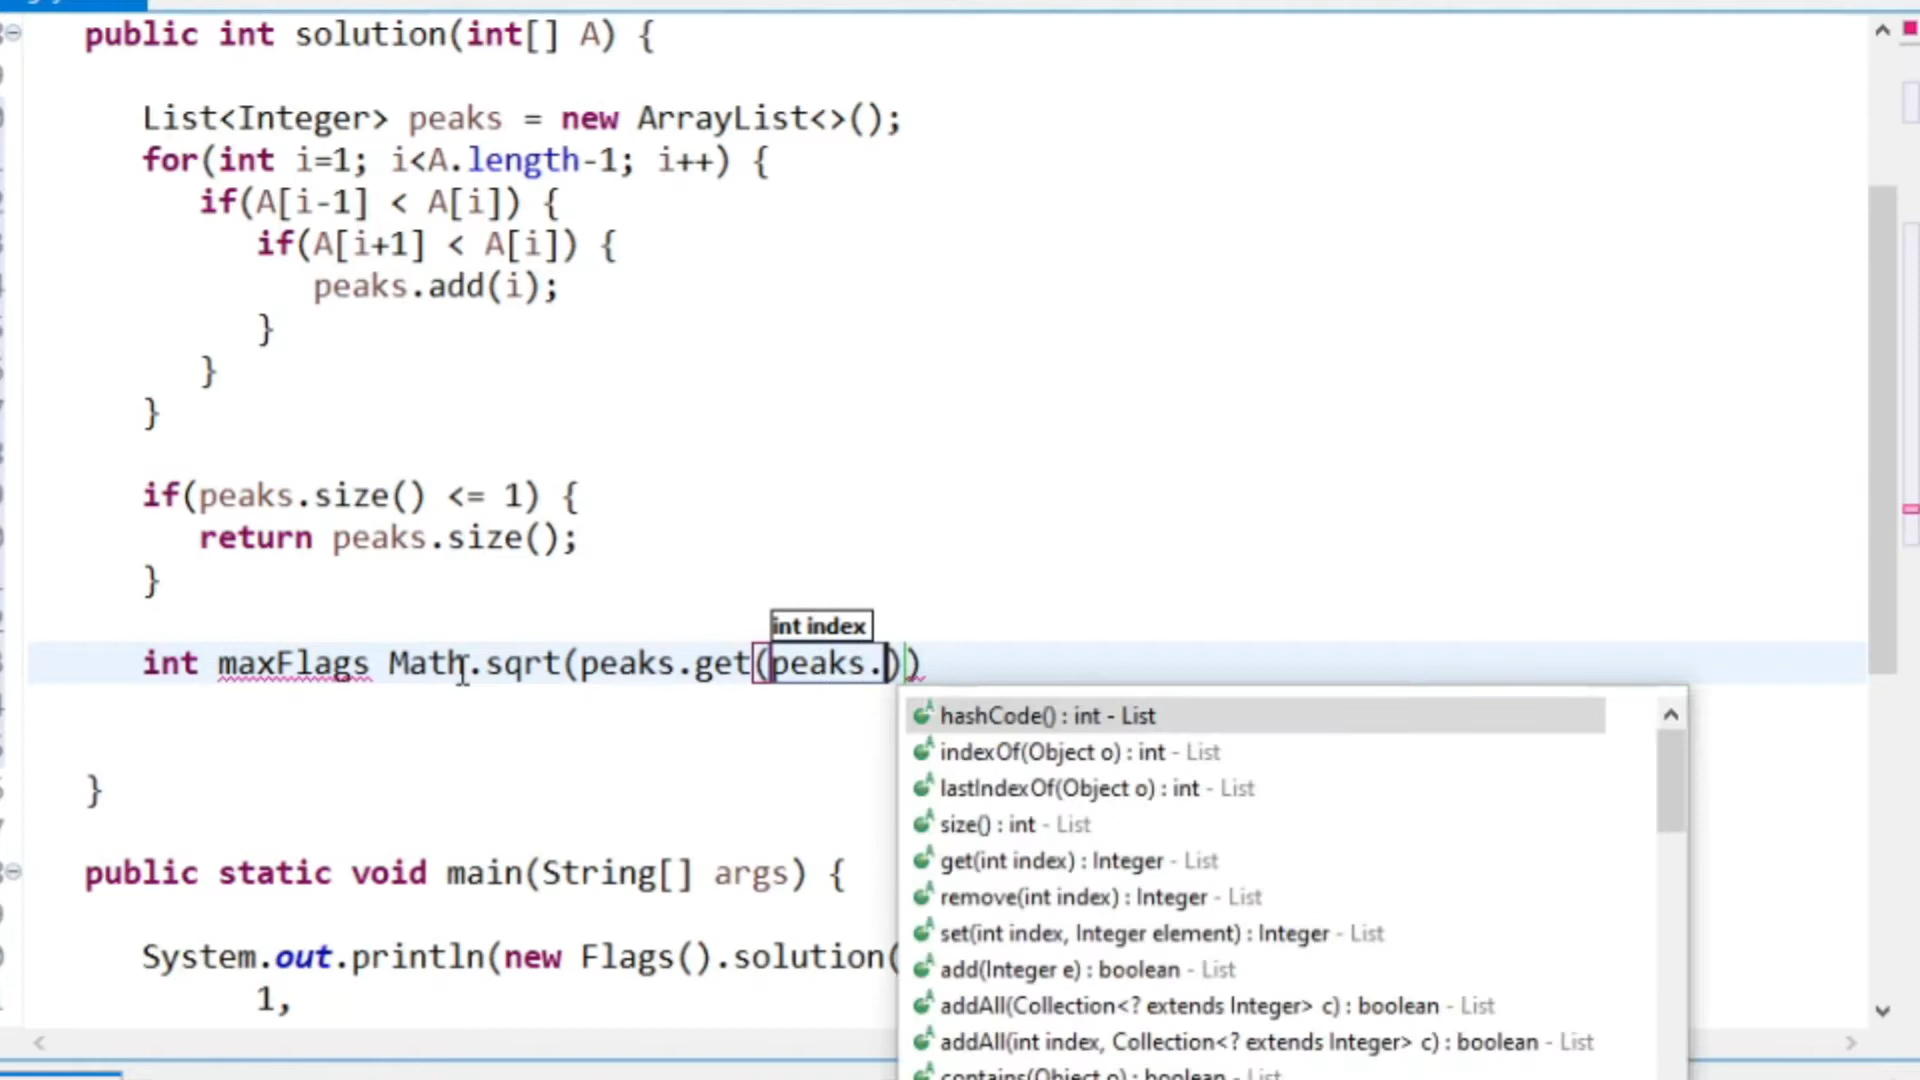 public int solution(int[] A) {
List<Integer> peaks = new ArrayList<>();
for(int i=1; i<A.length-1; i++) {
if(A[i-1] < A[i]) {
if(A[i+1] < A[i]) {
peaks.add(i);
}
}
}
if(peaks.size() <= 1) {
return peaks.size();
}
int index
int maxFlags Math.sqrt(peaks.get(peaks.))
hashCode() : int - List
indexOf(Object o) : int - List
lastIndexOf(Object o) : int - List
size() : int - List
get(int index) : Integer - List
remove(int index) : Integer - List
set(int index, Integer element) : Integer - List
add(Integer e) : boolean - List
addAll(Collection<? extends Integer> c) : boolean - List
addAll(int index, Collection<? extends Integer> c) : boolean - List
contains(Object o) : boolean - List
}
public static void main(String[] args) {
System.out.println(new Flags().solution(
1,